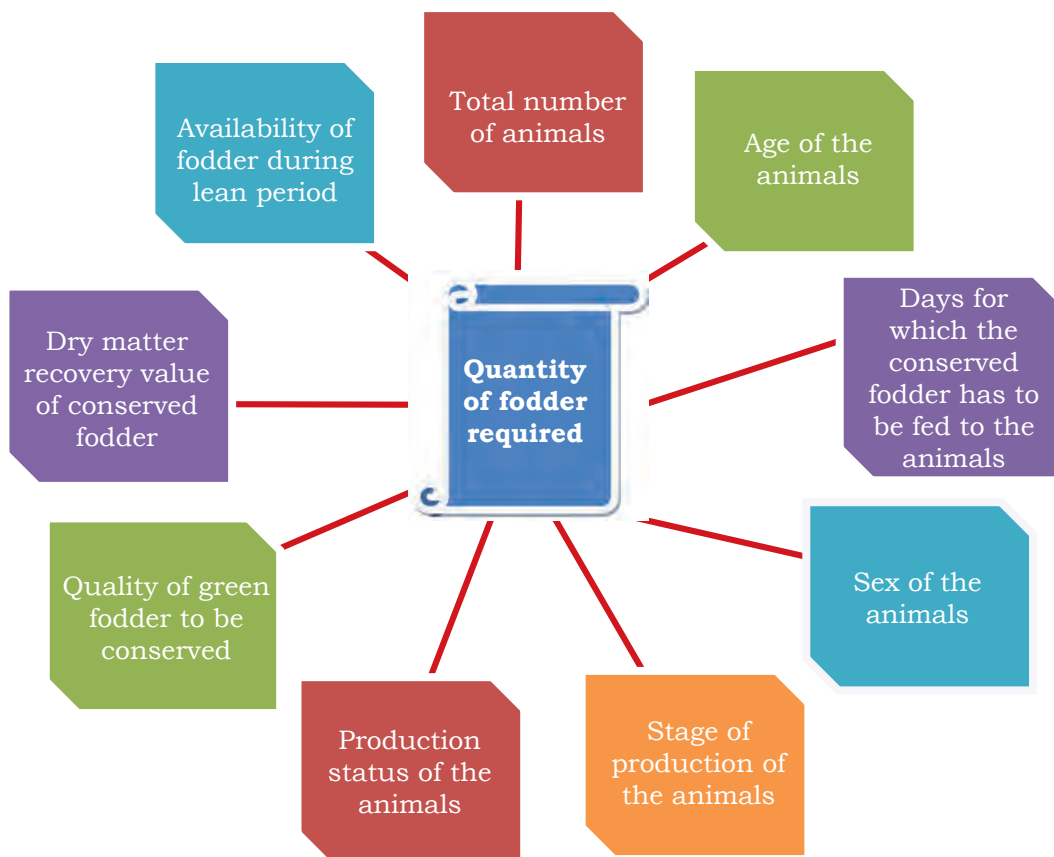 Total number
of animals
Age of the
animals
Days for
which the
conserved
fodder has to
be fed to the
animals
Sex of the
animals
Stage of
production of
the animals
Production
status of the
animals
Quality of green
fodder to be
conserved
Dry matter
recovery value
of conserved
fodder
Availability of
fodder during
lean period
Quantity
of fodder
required